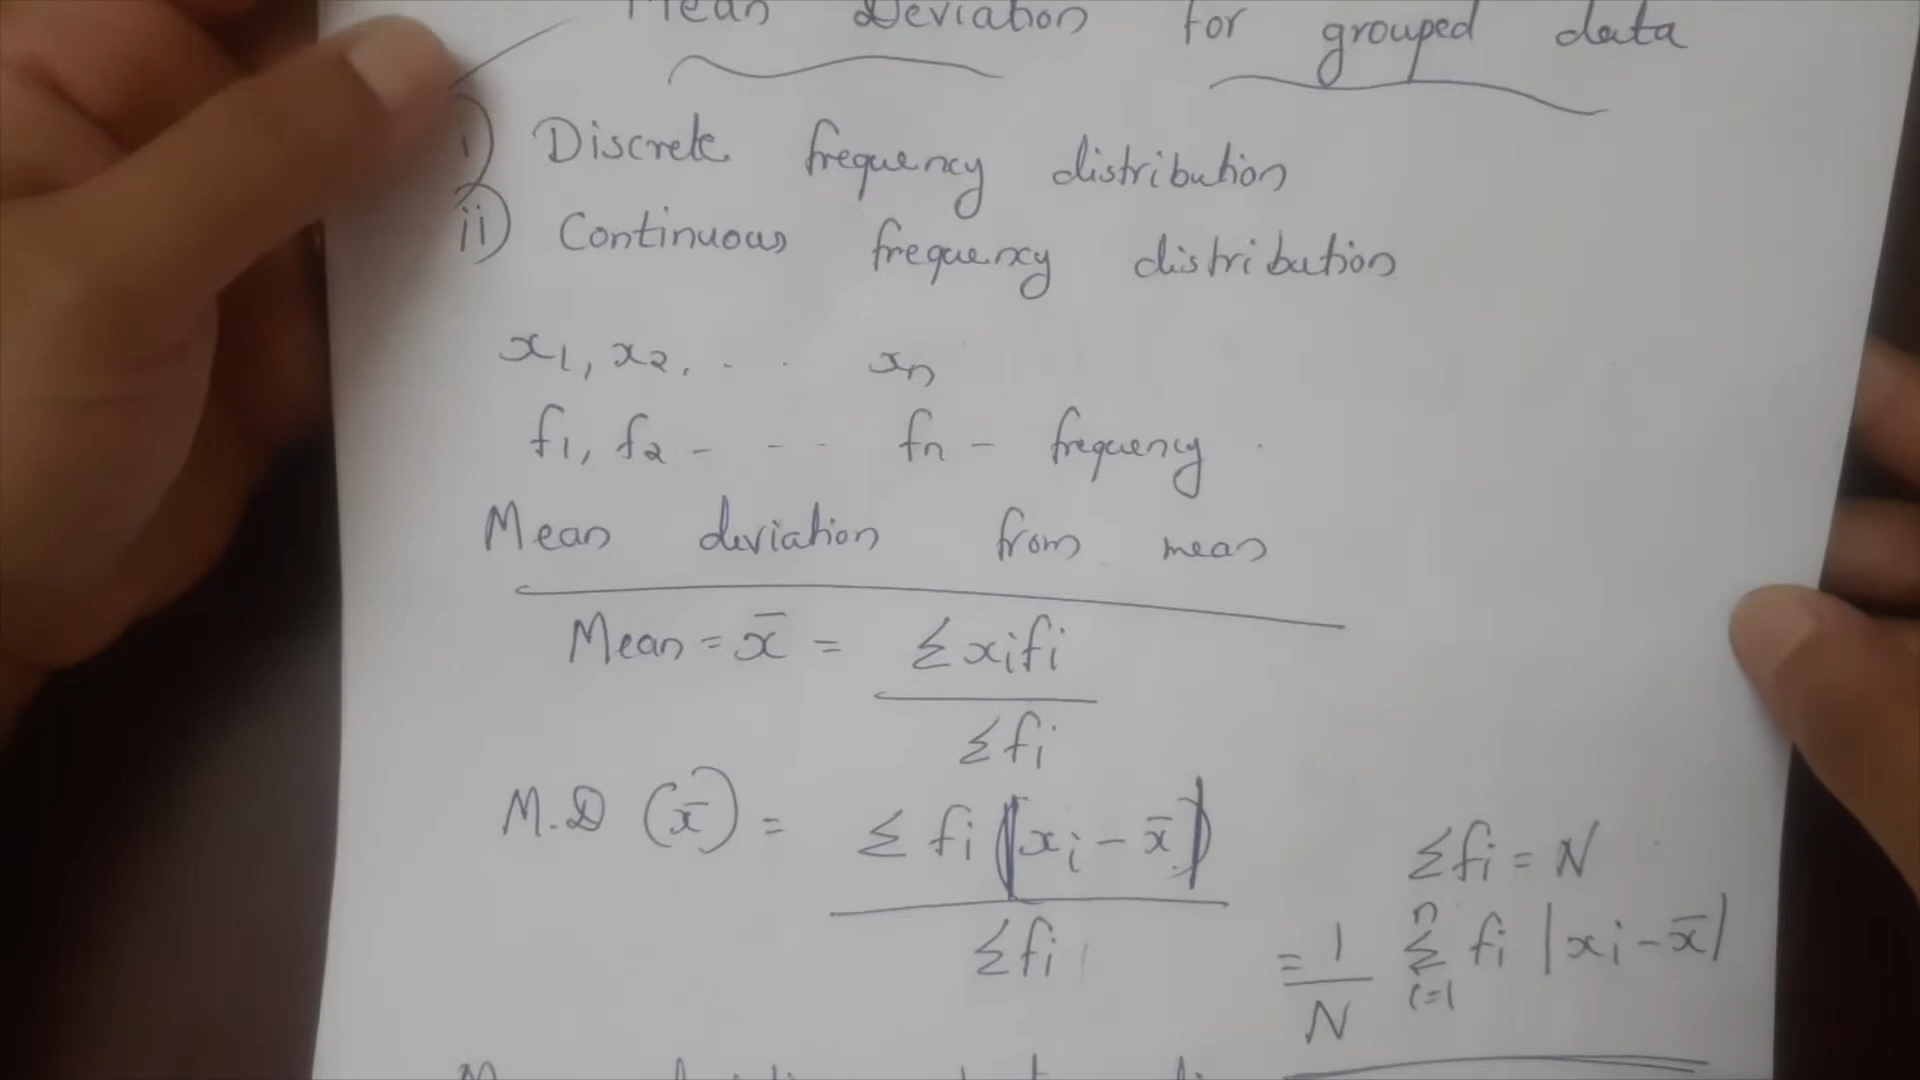 Mean Deviation for grouped data
i) Discrete frequency distribution
ii) Continuous frequency distribution
x1, x2, - . xn
f1, f2 - - - fn - frequency
Mean deviation from mean
Mean = x̄ = Σxifi
Σfi
M.D (x̄) = Σ fi |xi - x̄|
Σfi
Σfi = N
= 1/N Σ i=1 n fi |xi - x̄|